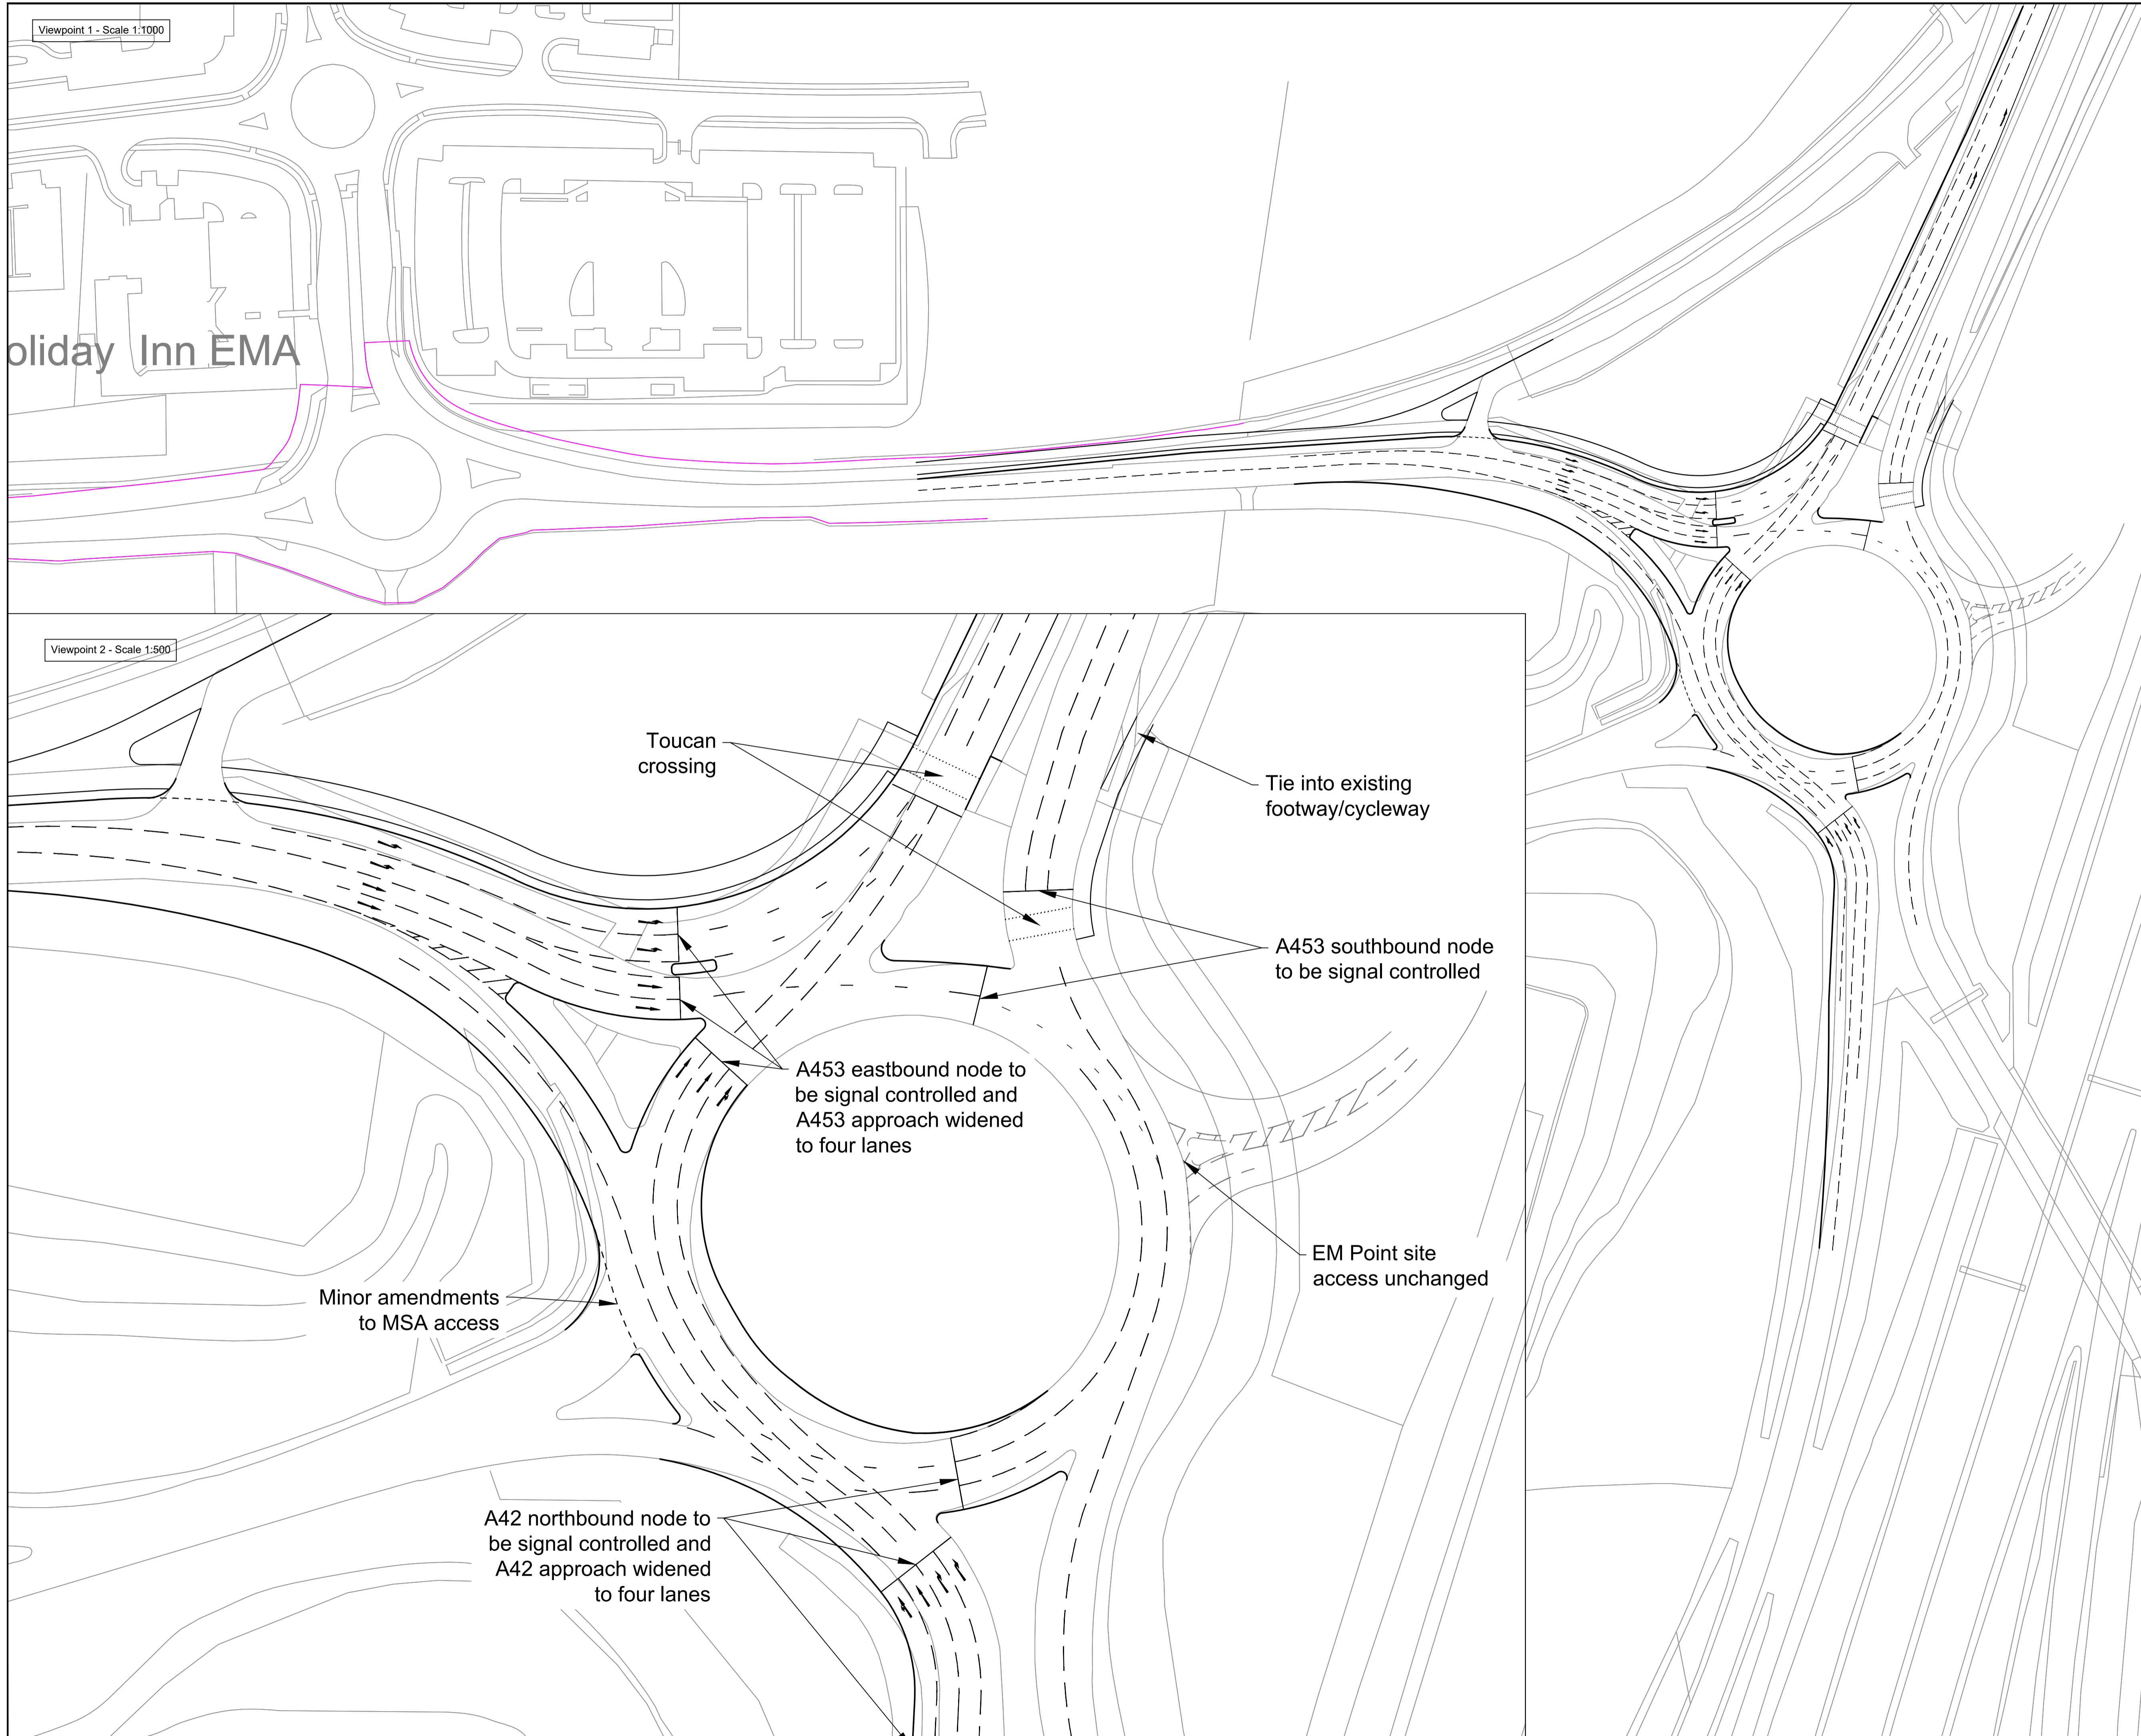 Viewpoint 1 - Scale 1:1000
oliday Inn EMA
Viewpoint 2 - Scale 1:500
Toucan
crossing
Tie into existing
footway/cycleway
A453 southbound node
to be signal controlled
A453 eastbound node to
be signal controlled and
A453 approach widened
to four lanes
EM Point site
access unchanged
Minor amendments
to MSA access
A42 northbound node to
be signal controlled and
A42 approach widened
to four lanes